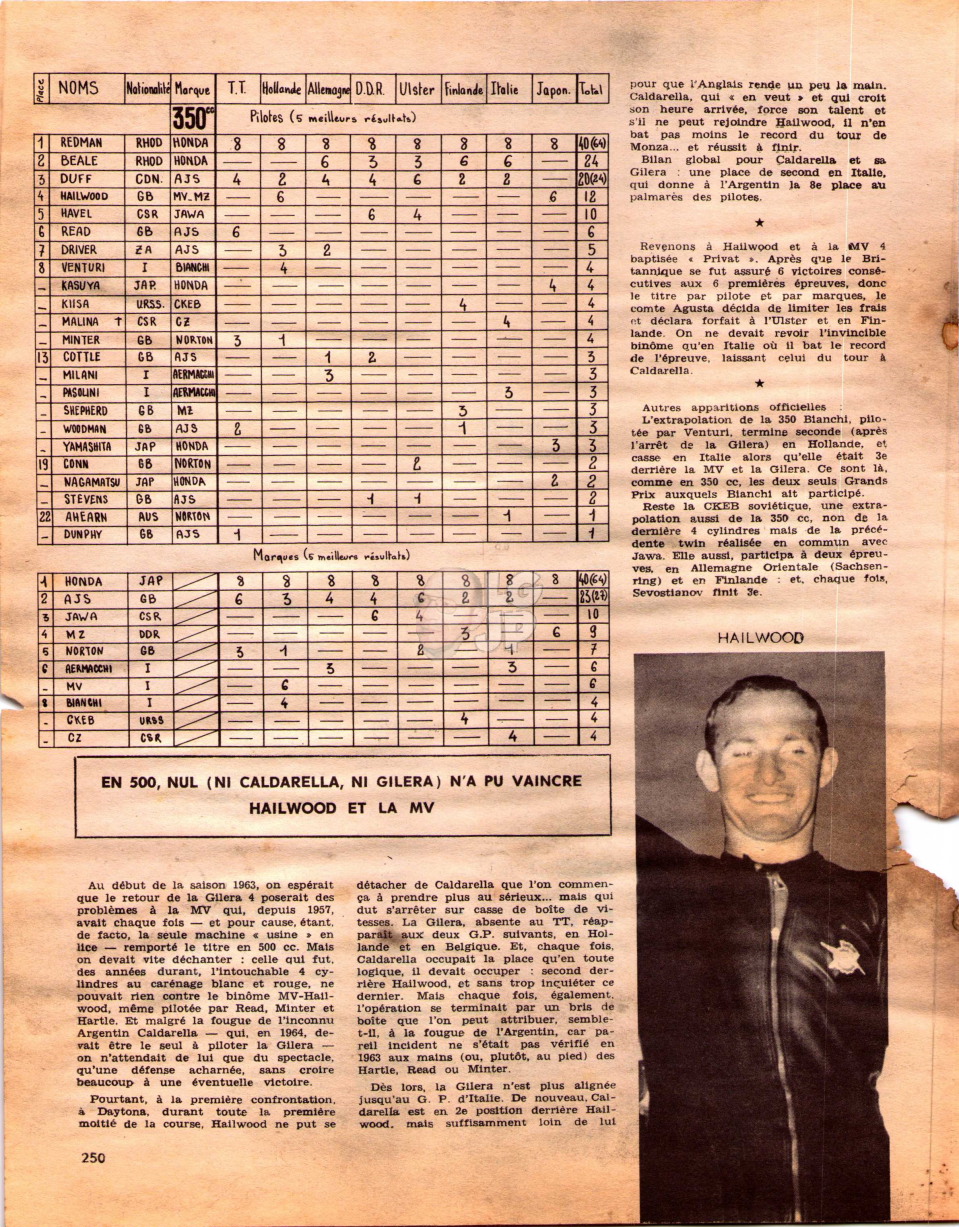 Place NOMS Nationalité Marque T.T. Hollande Allemagne D.D.R. Ulster Finlande Italie Japon. Total
350cc Pilotes (5 meilleurs résultats)
1 REDMAN RHOD HONDA 8 8 8 8 8 8 8 8 40(64)
2 BEALE RHOD HONDA — — 6 3 3 6 6 — 24
3 DUFF CDN. AJS 4 2 4 4 6 2 2 — 20(24)
4 HAILWOOD GB MV_MZ — 6 — — — — — 6 12
5 HAVEL CSR JAWA — — — 6 4 — — — 10
6 READ GB AJS 6 — — — — — — — 6
7 DRIVER ZA AJS — 3 2 — — — — — 5
8 VENTURI I BIANCHI — 4 — — — — — — 4
_ KASUYA JAP. HONDA — — — — — — — 4 4
_ KIISA URSS. CKEB — — — — — 4 — — 4
_ MALINA † CSR CZ — — — — — — 4 — 4
_ MINTER GB NORTON 3 1 — — — — — — 4
13 COTTLE GB AJS — — 1 2 — — — — 3
_ MILANI I AERMACCHI — — 3 — — — — — 3
_ PASOLINI I AERMACCHI — — — — — — 3 — 3
_ SHEPHERD GB MZ — — — — — 3 — — 3
_ WOODMAN GB AJS 2 — — — — 1 — — 3
_ YAMASHITA JAP HONDA — — — — — — — 3 3
19 CONN GB NORTON — — — — 2 — — — 2
_ NAGAMATSU JAP HONDA — — — — — — — 2 2
_ STEVENS GB AJS — — — 1 1 — — — 2
22 AHEARN AUS NORTON — — — — — — 1 — 1
_ DUNPHY GB AJS 1 — — — — — — — 1
Marques (5 meilleurs résultats)
1 HONDA JAP 8 8 8 8 8 8 8 8 40(64)
2 AJS GB 6 3 4 4 6 2 2 — 23(27)
3 JAWA CSR — — — 6 4 — — — 10
4 MZ DDR — — — — — 3 — 6 9
5 NORTON GB 3 1 — — 2 — 1 — 7
6 AERMACCHI I — — 3 — — — 3 — 6
_ MV I — 6 — — — — — — 6
8 BIANCHI I — 4 — — — — — — 4
_ CKEB URSS — — — — — 4 — — 4
_ CZ CSR — — — — — — 4 — 4
EN 500, NUL (NI CALDARELLA, NI GILERA) N'A PU VAINCRE
HAILWOOD ET LA MV
Au début de la saison 1963, on espérait
que le retour de la Gilera 4 poserait des
problèmes à la MV qui, depuis 1957,
avait chaque fois — et pour cause, étant,
de facto, la seule machine « usine » en
lice — remporté le titre en 500 cc. Mais
on devait vite déchanter : celle qui fut,
des années durant, l'intouchable 4 cy-
lindres au carénage blanc et rouge, ne
pouvait rien contre le binôme MV-Hail-
wood, même pilotée par Read, Minter et
Hartle. Et malgré la fougue de l'inconnu
Argentin Caldarella — qui, en 1964, de-
vait être le seul à piloter la Gilera —
on n'attendait de lui que du spectacle,
qu'une défense acharnée, sans croire
beaucoup à une éventuelle victoire.
Pourtant, à la première confrontation,
à Daytona, durant toute la première
moitié de la course, Hailwood ne put se
250
détacher de Caldarella que l'on commen-
ça à prendre plus au sérieux... mais qui
dut s'arrêter sur casse de boîte de vi-
tesses. La Gilera, absente au TT, réap-
paraît aux deux G.P. suivants, en Hol-
lande et en Belgique. Et, chaque fois,
Caldarella occupait la place qu'en toute
logique, il devait occuper : second der-
rière Hailwood, et sans trop inquiéter ce
dernier. Mais chaque fois, également,
l'opération se terminait par un bris de
boîte que l'on peut attribuer, semble-
t-il, à la fougue de l'Argentin, car pa-
reil incident ne s'était pas vérifié en
1963 aux mains (ou, plutôt, au pied) des
Hartle, Read ou Minter.
Dès lors, la Gilera n'est plus alignée
jusqu'au G. P. d'Italie. De nouveau, Cal-
darella est en 2e position derrière Hail-
wood, mais suffisamment loin de lui
pour que l'Anglais rende un peu la main.
Caldarella, qui « en veut » et qui croit
son heure arrivée, force son talent et
s'il ne peut rejoindre Hailwood, il n'en
bat pas moins le record du tour de
Monza... et réussit à finir.
Bilan global pour Caldarella et sa
Gilera : une place de second en Italie,
qui donne à l'Argentin la 8e place au
palmarès des pilotes.
★
Revenons à Hailwood et à la MV 4
baptisée « Privat ». Après que le Bri-
tannique se fut assuré 6 victoires consé-
cutives aux 6 premières épreuves, donc
le titre par pilote et par marques, le
comte Agusta décida de limiter les frais
et déclara forfait à l'Ulster et en Fin-
lande. On ne devait revoir l'invincible
binôme qu'en Italie où il bat le record
de l'épreuve, laissant celui du tour à
Caldarella.
★
Autres apparitions officielles :
L'extrapolation de la 350 Bianchi, pilo-
tée par Venturi, termine seconde (après
l'arrêt de la Gilera) en Hollande, et
casse en Italie alors qu'elle était 3e
derrière la MV et la Gilera. Ce sont là,
comme en 350 cc, les deux seuls Grands
Prix auxquels Bianchi ait participé.
Reste la CKEB soviétique, une extra-
polation aussi de la 350 cc, non de la
dernière 4 cylindres mais de la précé-
dente twin réalisée en commun avec
Jawa. Elle aussi, participa à deux épreu-
ves, en Allemagne Orientale (Sachsen-
ring) et en Finlande : et, chaque fois,
Sevostianov finit 3e.
HAILWOOD